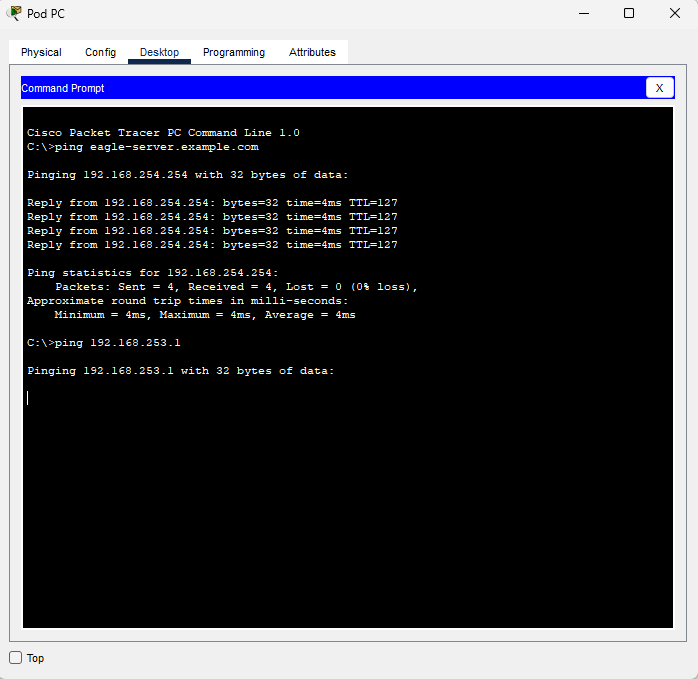 Pod PC
Physical Config Desktop Programming Attributes
Command Prompt X
Cisco Packet Tracer PC Command Line 1.0
C:\>ping eagle-server.example.com
Pinging 192.168.254.254 with 32 bytes of data:
Reply from 192.168.254.254: bytes=32 time=4ms TTL=127
Reply from 192.168.254.254: bytes=32 time=4ms TTL=127
Reply from 192.168.254.254: bytes=32 time=4ms TTL=127
Reply from 192.168.254.254: bytes=32 time=4ms TTL=127
Ping statistics for 192.168.254.254:
Packets: Sent = 4, Received = 4, Lost = 0 (0% loss),
Approximate round trip times in milli-seconds:
Minimum = 4ms, Maximum = 4ms, Average = 4ms
C:\>ping 192.168.253.1
Pinging 192.168.253.1 with 32 bytes of data:
Top